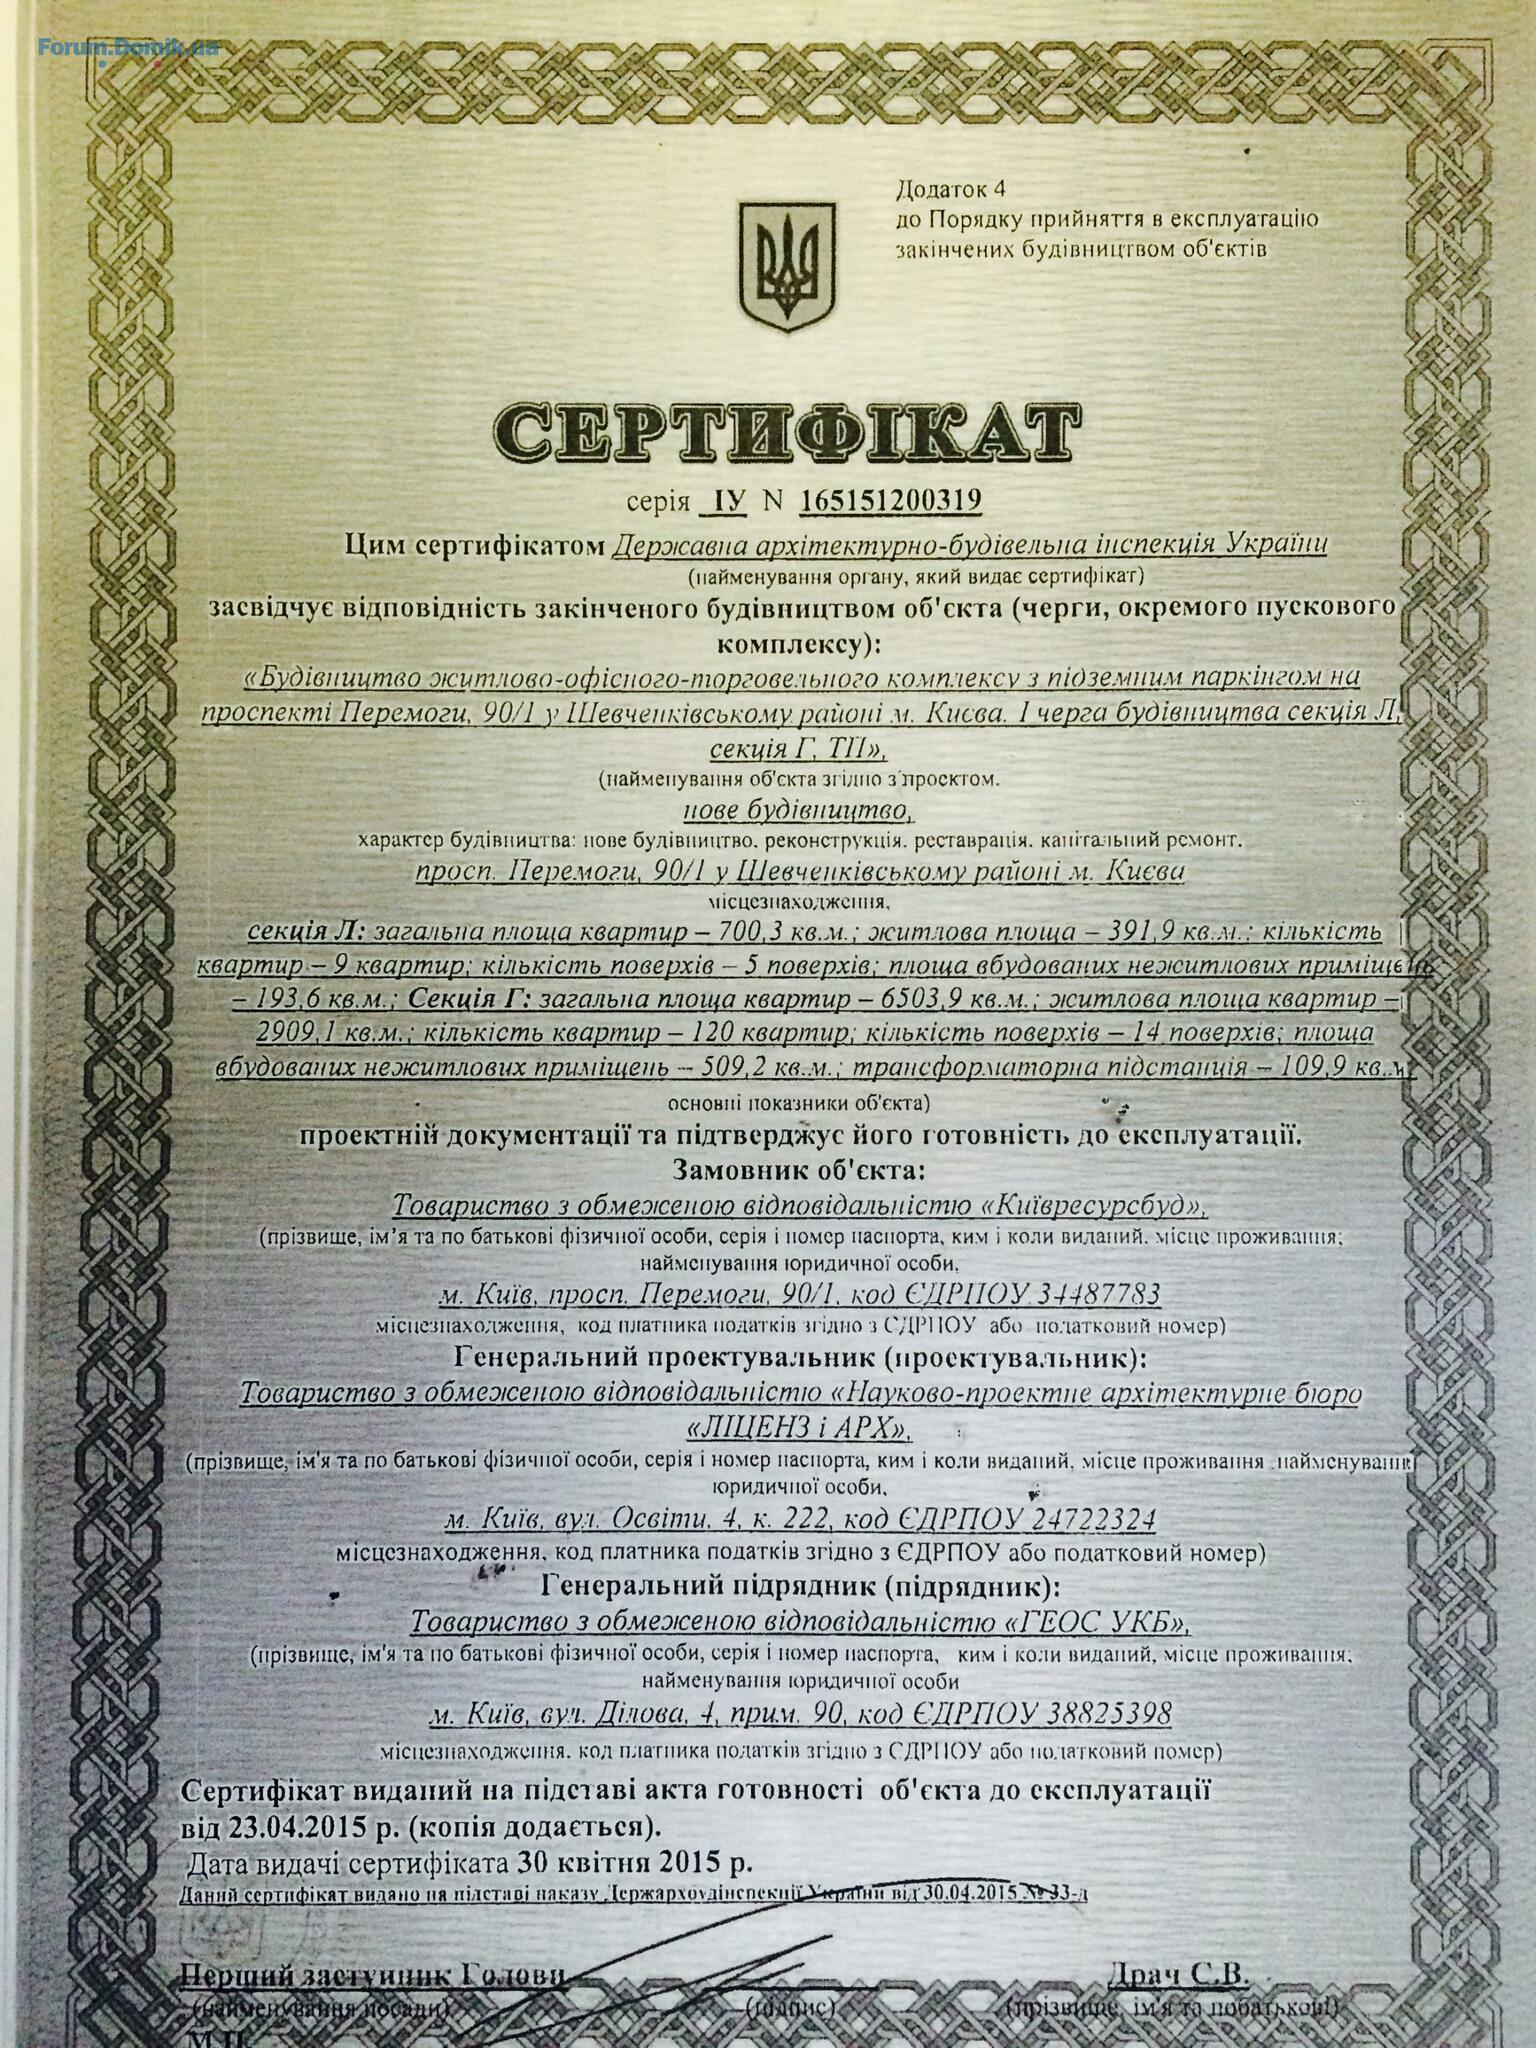 Forum.Domik.ua
Додаток 4
до Порядку прийняття в експлуатацію
закінчених будівництвом об'єктів
СЕРТИФІКАТ
серія ІУ N 165151200319
Цим сертифікатом Державна архітектурно-будівельна інспекція України
(найменування органу, який видає сертифікат)
засвідчує відповідність закінченого будівництвом об'єкта (черги, окремого пускового
комплексу):
«Будівництво житлово-офісного-торговельного комплексу з підземним паркінгом на
проспекті Перемоги, 90/1 у Шевченківському районі м. Києва. І черга будівництва секція Л,
секція Г, ТП»,
(найменування об'єкта згідно з проектом.
нове будівництво,
характер будівництва: нове будівництво, реконструкція, реставрація, капітальний ремонт,
просп. Перемоги, 90/1 у Шевченківському районі м. Києва
місцезнаходження,
секція Л: загальна площа квартир – 700,3 кв.м.; житлова площа – 391,9 кв.м.; кількість
квартир – 9 квартир; кількість поверхів – 5 поверхів; площа вбудованих нежитлових приміщень
– 193,6 кв.м.; Секція Г: загальна площа квартир – 6503,9 кв.м.; житлова площа квартир –
2909,1 кв.м.; кількість квартир – 120 квартир; кількість поверхів – 14 поверхів; площа
вбудованих нежитлових приміщень – 509,2 кв.м.; трансформаторна підстанція – 109,9 кв.м.
основні показники об'єкта)
проектній документації та підтверджує його готовність до експлуатації.
Замовник об'єкта:
Товариство з обмеженою відповідальністю «Київресурсбуд»,
(прізвище, ім'я та по батькові фізичної особи, серія і номер паспорта, ким і коли виданий, місце проживання;
найменування юридичної особи,
м. Київ, просп. Перемоги, 90/1, код ЄДРПОУ 34487783
місцезнаходження, код платника податків згідно з ЄДРПОУ або податковий номер)
Генеральний проектувальник (проектувальник):
Товариство з обмеженою відповідальністю «Науково-проектне архітектурне бюро
«ЛІЦЕНЗ і АРХ»,
(прізвище, ім'я та по батькові фізичної особи, серія і номер паспорта, ким і коли виданий, місце проживання ;найменування
юридичної особи,
м. Київ, вул. Освіти, 4, к. 222, код ЄДРПОУ 24722324
місцезнаходження, код платника податків згідно з ЄДРПОУ або податковий номер)
Генеральний підрядник (підрядник):
Товариство з обмеженою відповідальністю «ГЕОС УКБ»,
(прізвище, ім'я та по батькові фізичної особи, серія і номер паспорта, ким і коли виданий, місце проживання;
найменування юридичної особи
м. Київ, вул. Ділова, 4, прим. 90, код ЄДРПОУ 38825398
місцезнаходження, код платника податків згідно з ЄДРПОУ або податковий номер)
Сертифікат виданий на підставі акта готовності об'єкта до експлуатації
від 23.04.2015 р. (копія додається).
Дата видачі сертифіката 30 квітня 2015 р.
Даний сертифікат видано на підставі наказу Держархбудінспекції України від 30.04.2015 № 33-д
Перший заступник Голови Драч С.В.
(найменування посади) (підпис) (прізвище, ім'я та побатькові)
М.П.